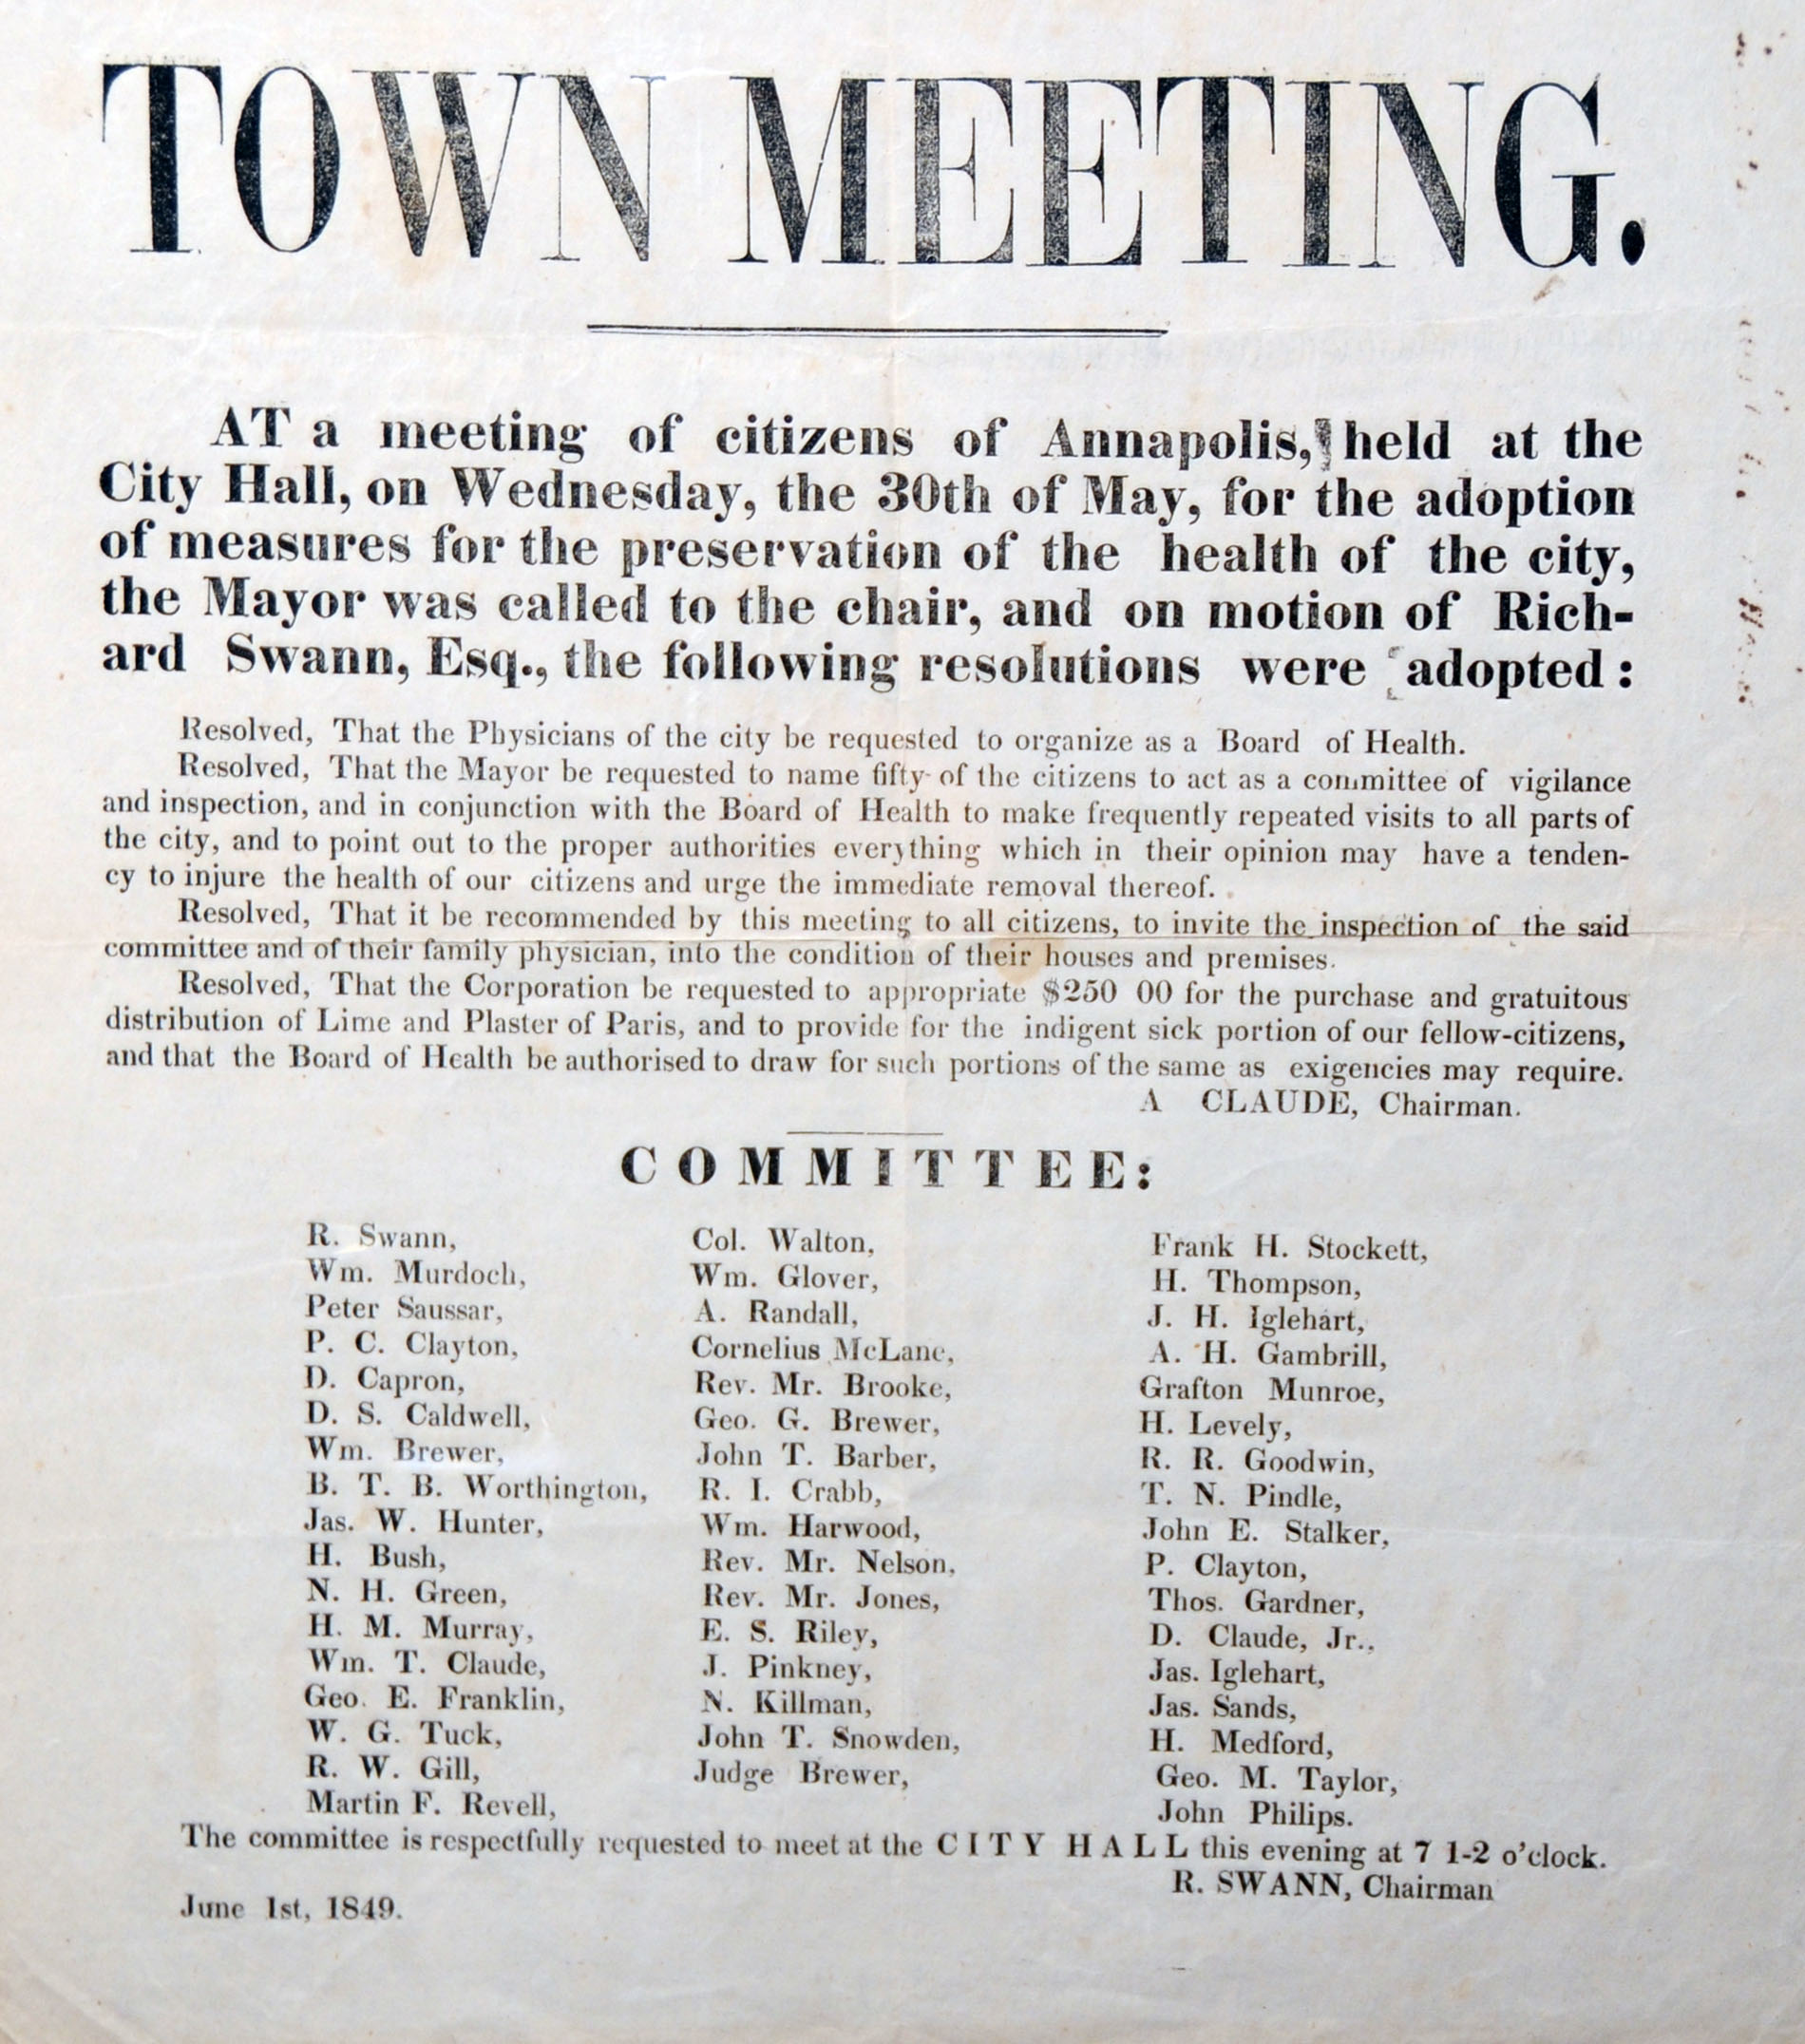 TOWN MEETING.
AT a meeting of citizens of Annapolis, held at the
City Hall, on Wednesday, the 30th of May, for the adoption
of measures for the preservation of the health of the city,
the Mayor was called to the chair, and on motion of Rich-
ard Swann, Esq., the following resolutions were adopted:
Resolved, That the Physicians of the city be requested to organize as a Board of Health.
Resolved, That the Mayor be requested to name fifty of the citizens to act as a committee of vigilance
and inspection, and in conjunction with the Board of Health to make frequently repeated visits to all parts of
the city, and to point out to the proper authorities everything which in their opinion may have a tenden-
cy to injure the health of our citizens and urge the immediate removal thereof.
Resolved, That it be recommended by this meeting to all citizens, to invite the inspection of the said
committee and of their family physician, into the condition of their houses and premises.
Resolved, That the Corporation be requested to appropriate $250 00 for the purchase and gratuitous
distribution of Lime and Plaster of Paris, and to provide for the indigent sick portion of our fellow-citizens,
and that the Board of Health be authorised to draw for such portions of the same as exigencies may require.
A CLAUDE, Chairman.
COMMITTEE:
R. Swann,
Wm. Murdoch,
Peter Saussar,
P. C. Clayton,
D. Capron,
D. S. Caldwell,
Wm. Brewer,
B. T. B. Worthington,
Jas. W. Hunter,
H. Bush,
N. H. Green,
H. M. Murray,
Wm. T. Claude,
Geo. E. Franklin,
W. G. Tuck,
R. W. Gill,
Martin F. Revell,
Col. Walton,
Wm. Glover,
A. Randall,
Cornelius McLane,
Rev. Mr. Brooke,
Geo. G. Brewer,
John T. Barber,
R. I. Crabb,
Wm. Harwood,
Rev. Mr. Nelson,
Rev. Mr. Jones,
E. S. Riley,
J. Pinkney,
N. Killman,
John T. Snowden,
Judge Brewer,
Frank H. Stockett,
H. Thompson,
J. H. Iglehart,
A. H. Gambrill,
Grafton Munroe,
H. Levely,
R. R. Goodwin,
T. N. Pindle,
John E. Stalker,
P. Clayton,
Thos. Gardner,
D. Claude, Jr.,
Jas. Iglehart,
Jas. Sands,
H. Medford,
Geo. M. Taylor,
John Philips.
The committee is respectfully requested to meet at the CITY HALL this evening at 7 1-2 o'clock.
R. SWANN, Chairman
June 1st, 1849.